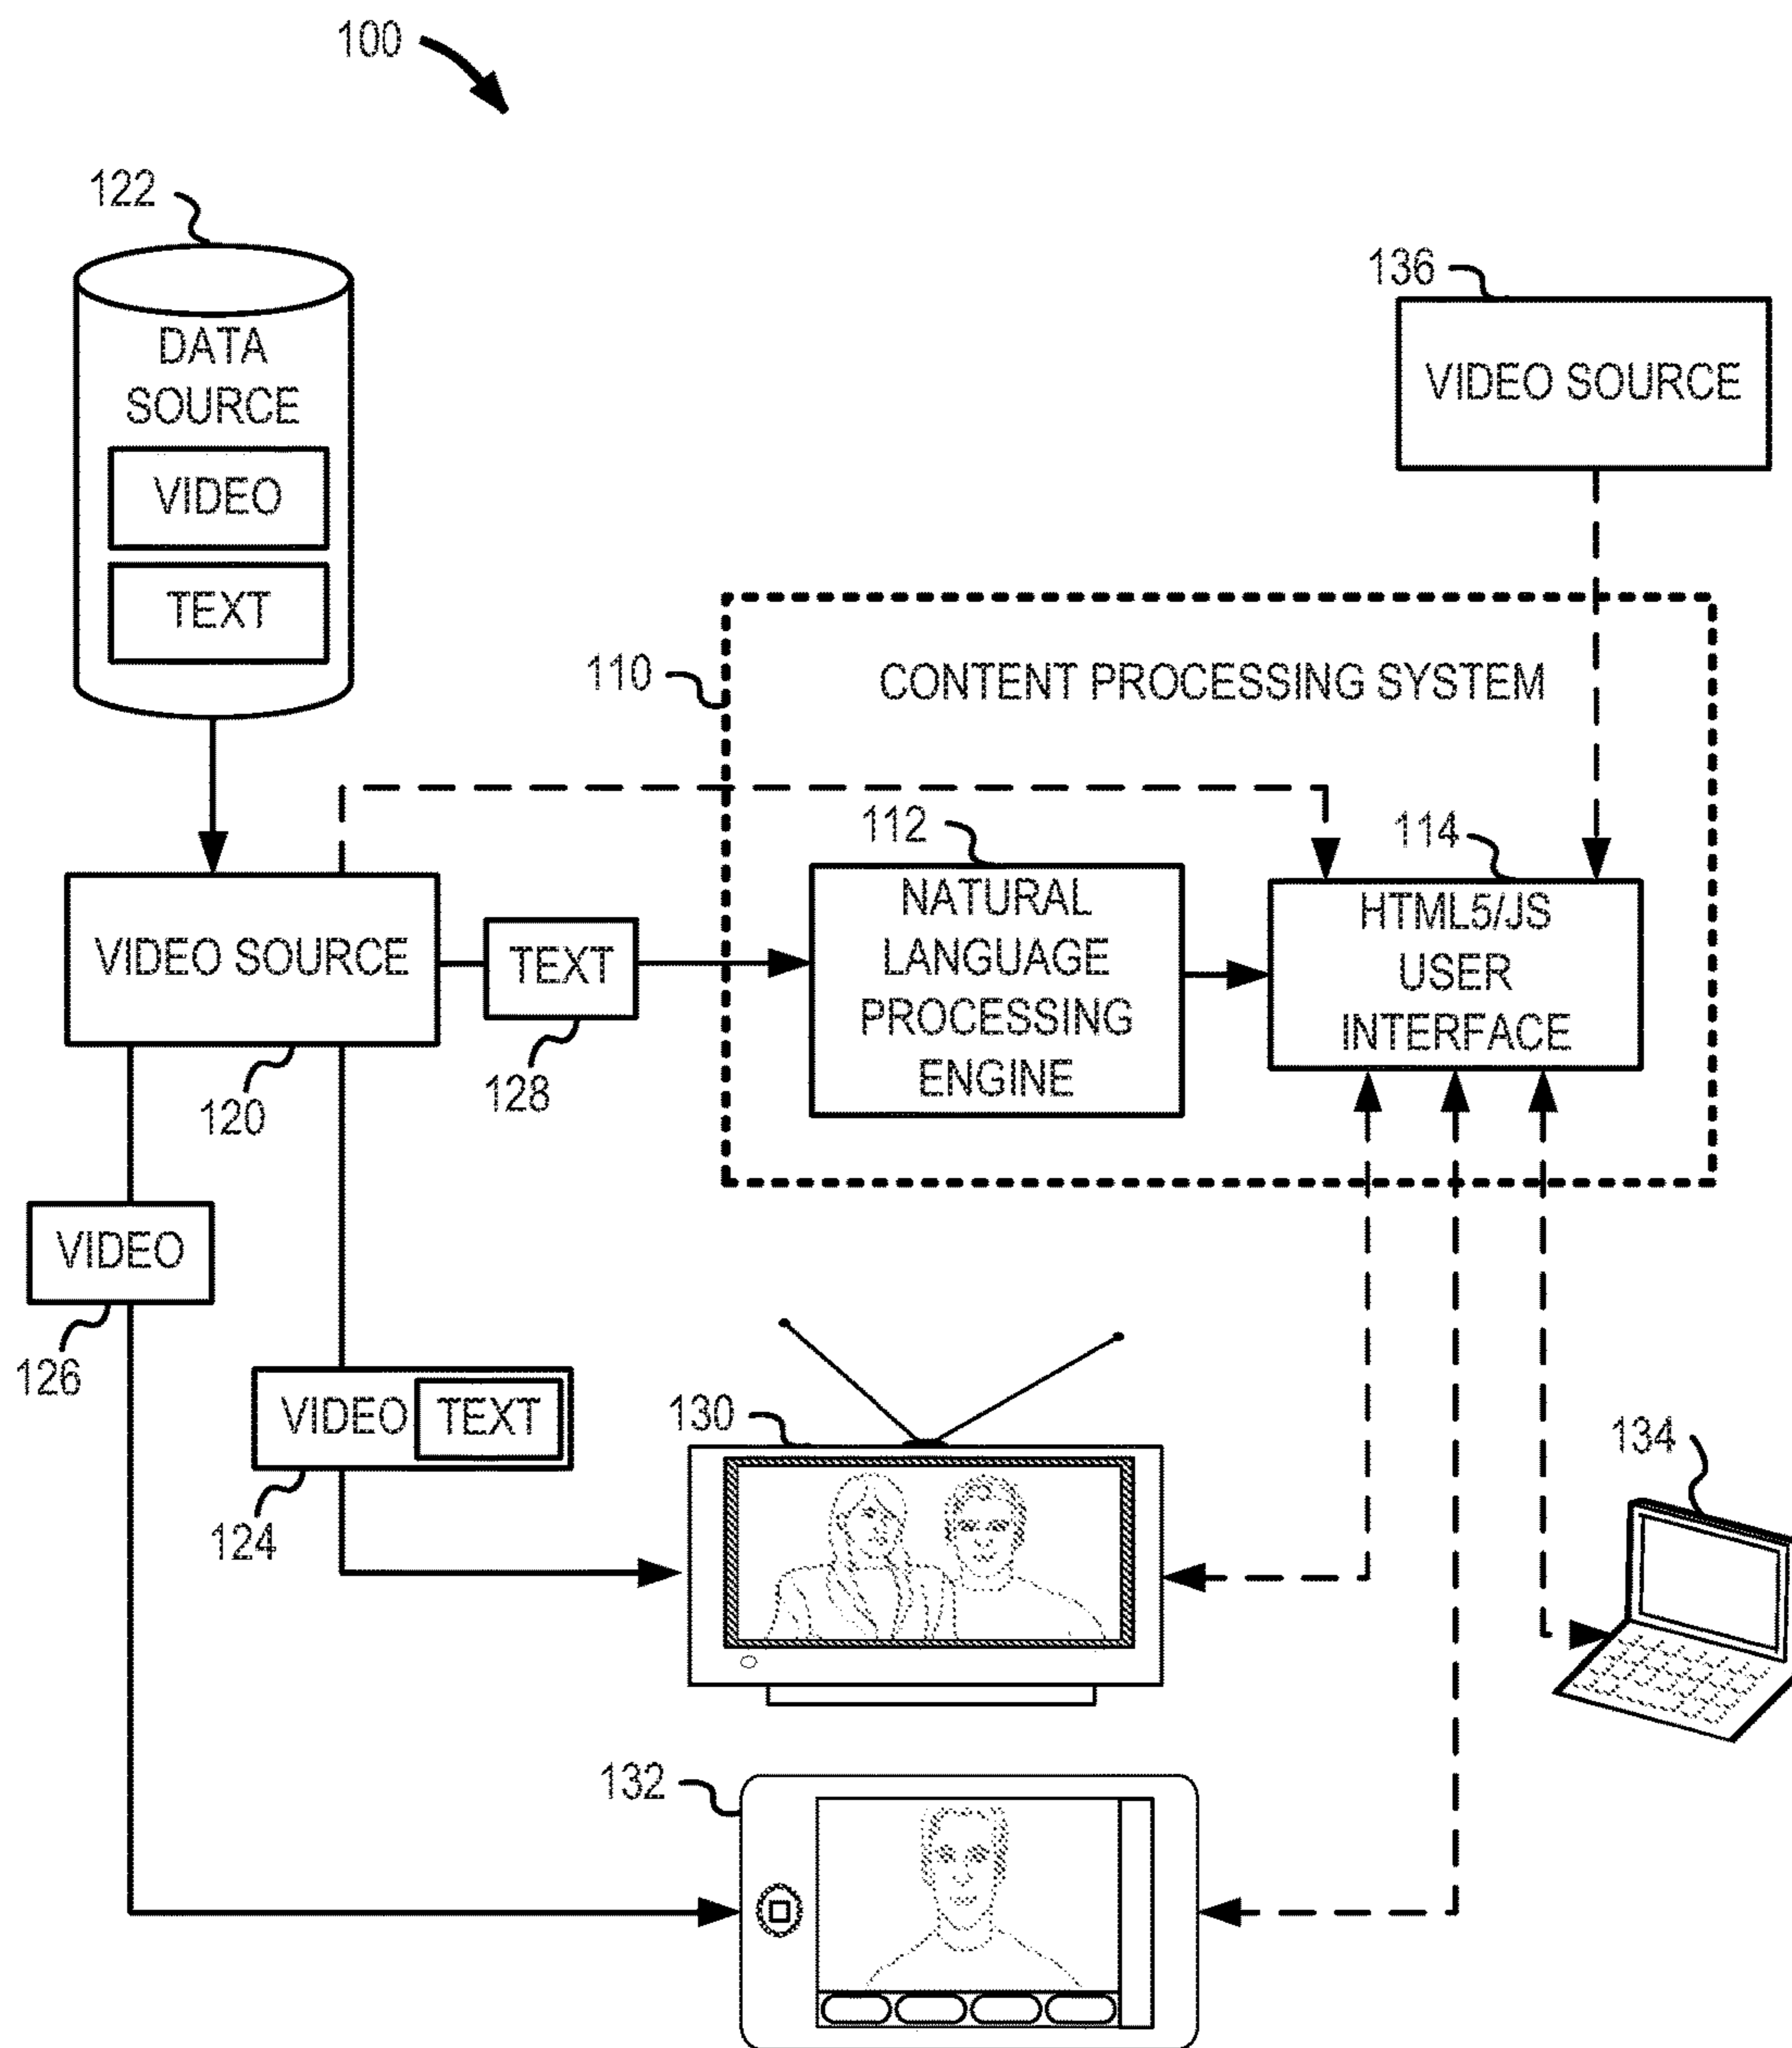 100
122
DATA
SOURCE
VIDEO
TEXT
136
VIDEO SOURCE
110
CONTENT PROCESSING SYSTEM
112
NATURAL
LANGUAGE
PROCESSING
ENGINE
114
HTML5/JS
USER
INTERFACE
VIDEO SOURCE
120
TEXT
128
VIDEO
126
VIDEO TEXT
124
130
134
132